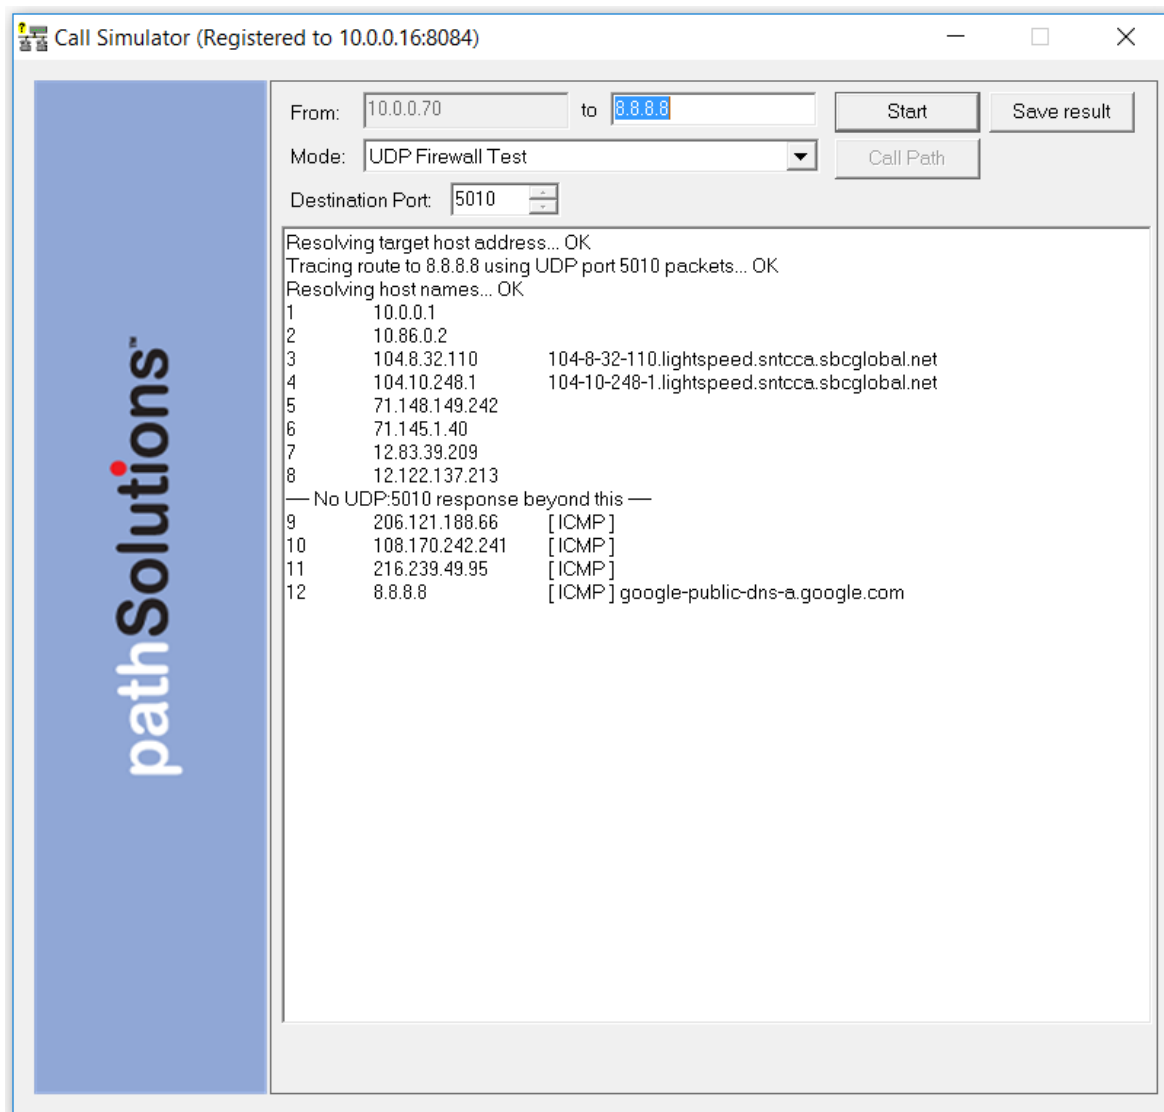 Call Simulator (Registered to 10.0.0.16:8084)
From: 10.0.0.70 to 8.8.8.8 Start Save result
Mode: UDP Firewall Test Call Path
Destination Port: 5010
Resolving target host address... OK
Tracing route to 8.8.8.8 using UDP port 5010 packets... OK
Resolving host names... OK
1 10.0.0.1
2 10.86.0.2
3 104.8.32.110 104-8-32-110.lightspeed.sntcca.sbcglobal.net
4 104.10.248.1 104-10-248-1.lightspeed.sntcca.sbcglobal.net
5 71.148.149.242
6 71.145.1.40
7 12.83.39.209
8 12.122.137.213
── No UDP:5010 response beyond this ──
9 206.121.188.66 [ ICMP ]
10 108.170.242.241 [ ICMP ]
11 216.239.49.95 [ ICMP ]
12 8.8.8.8 [ ICMP ] google-public-dns-a.google.com
pathSolutions™